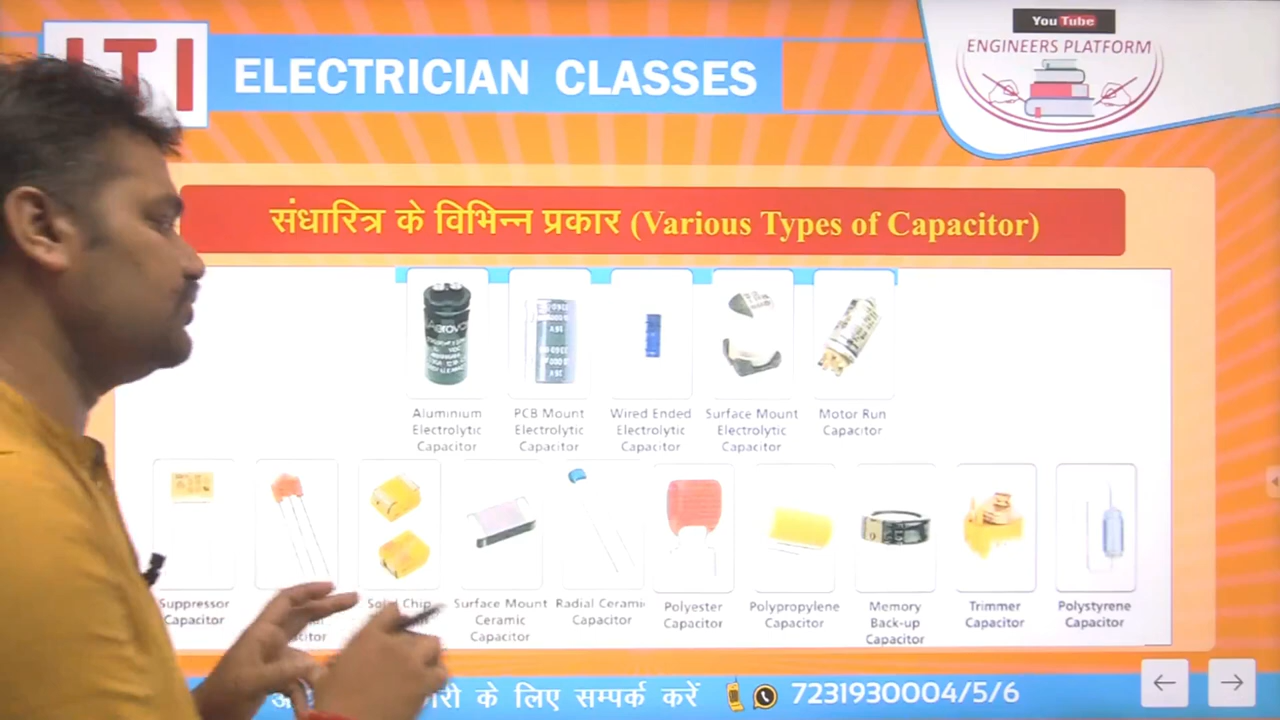 ITI
ELECTRICIAN CLASSES
You Tube
ENGINEERS PLATFORM
संधारित्र के विभिन्न प्रकार (Various Types of Capacitor)
Aerovox
Aluminium
Electrolytic
Capacitor
PCB Mount
Electrolytic
Capacitor
Wired Ended
Electrolytic
Capacitor
Surface Mount
Electrolytic
Capacitor
Motor Run
Capacitor
Suppressor
Capacitor
Solid Chip
Surface Mount
Ceramic
Capacitor
Radial Ceramic
Capacitor
Polyester
Capacitor
Polypropylene
Capacitor
Memory
Back-up
Capacitor
Trimmer
Capacitor
Polystyrene
Capacitor
के लिए सम्पर्क करें
7231930004/5/6